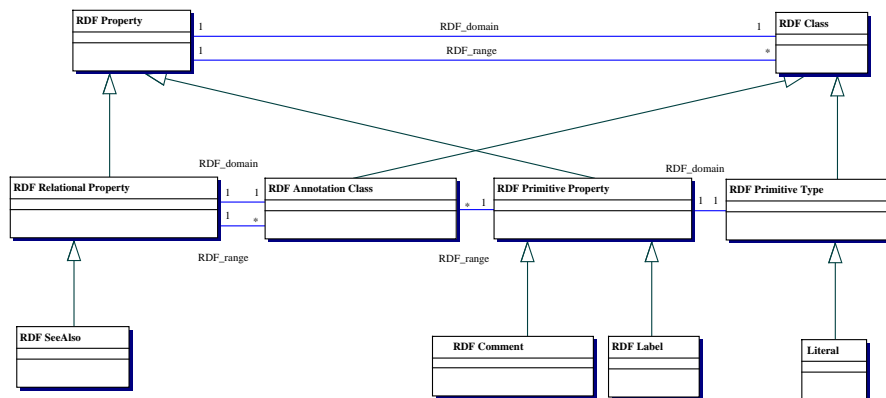 RDF Property
RDF Class
1 RDF_domain 1
1 RDF_range *
RDF_domain
RDF_domain
RDF Relational Property
RDF Annotation Class
RDF Primitive Property
RDF Primitive Type
1 1
* 1
1 1
1 *
RDF_range
RDF_range
RDF SeeAlso
RDF Comment
RDF Label
Literal